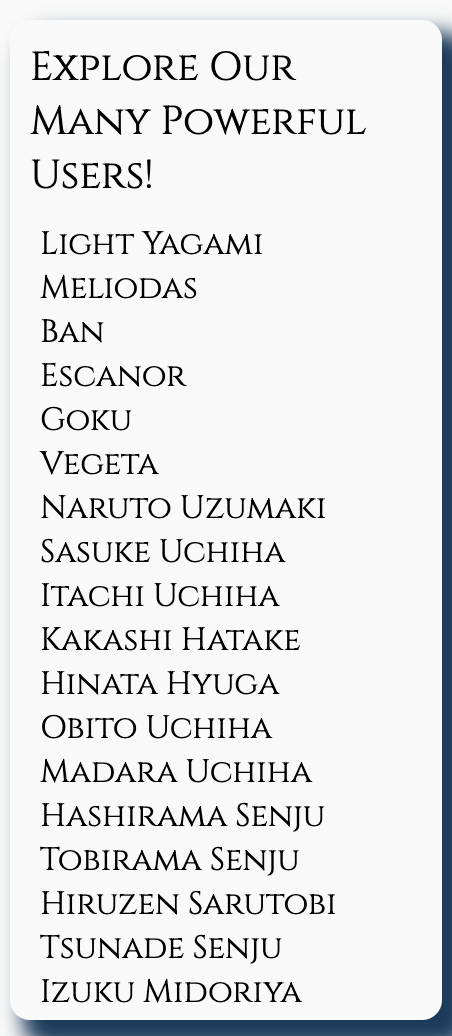 Explore Our
Many Powerful
Users!
Light Yagami
Meliodas
Ban
Escanor
Goku
Vegeta
Naruto Uzumaki
Sasuke Uchiha
Itachi Uchiha
Kakashi Hatake
Hinata Hyuga
Obito Uchiha
Madara Uchiha
Hashirama Senju
Tobirama Senju
Hiruzen Sarutobi
Tsunade Senju
Izuku Midoriya